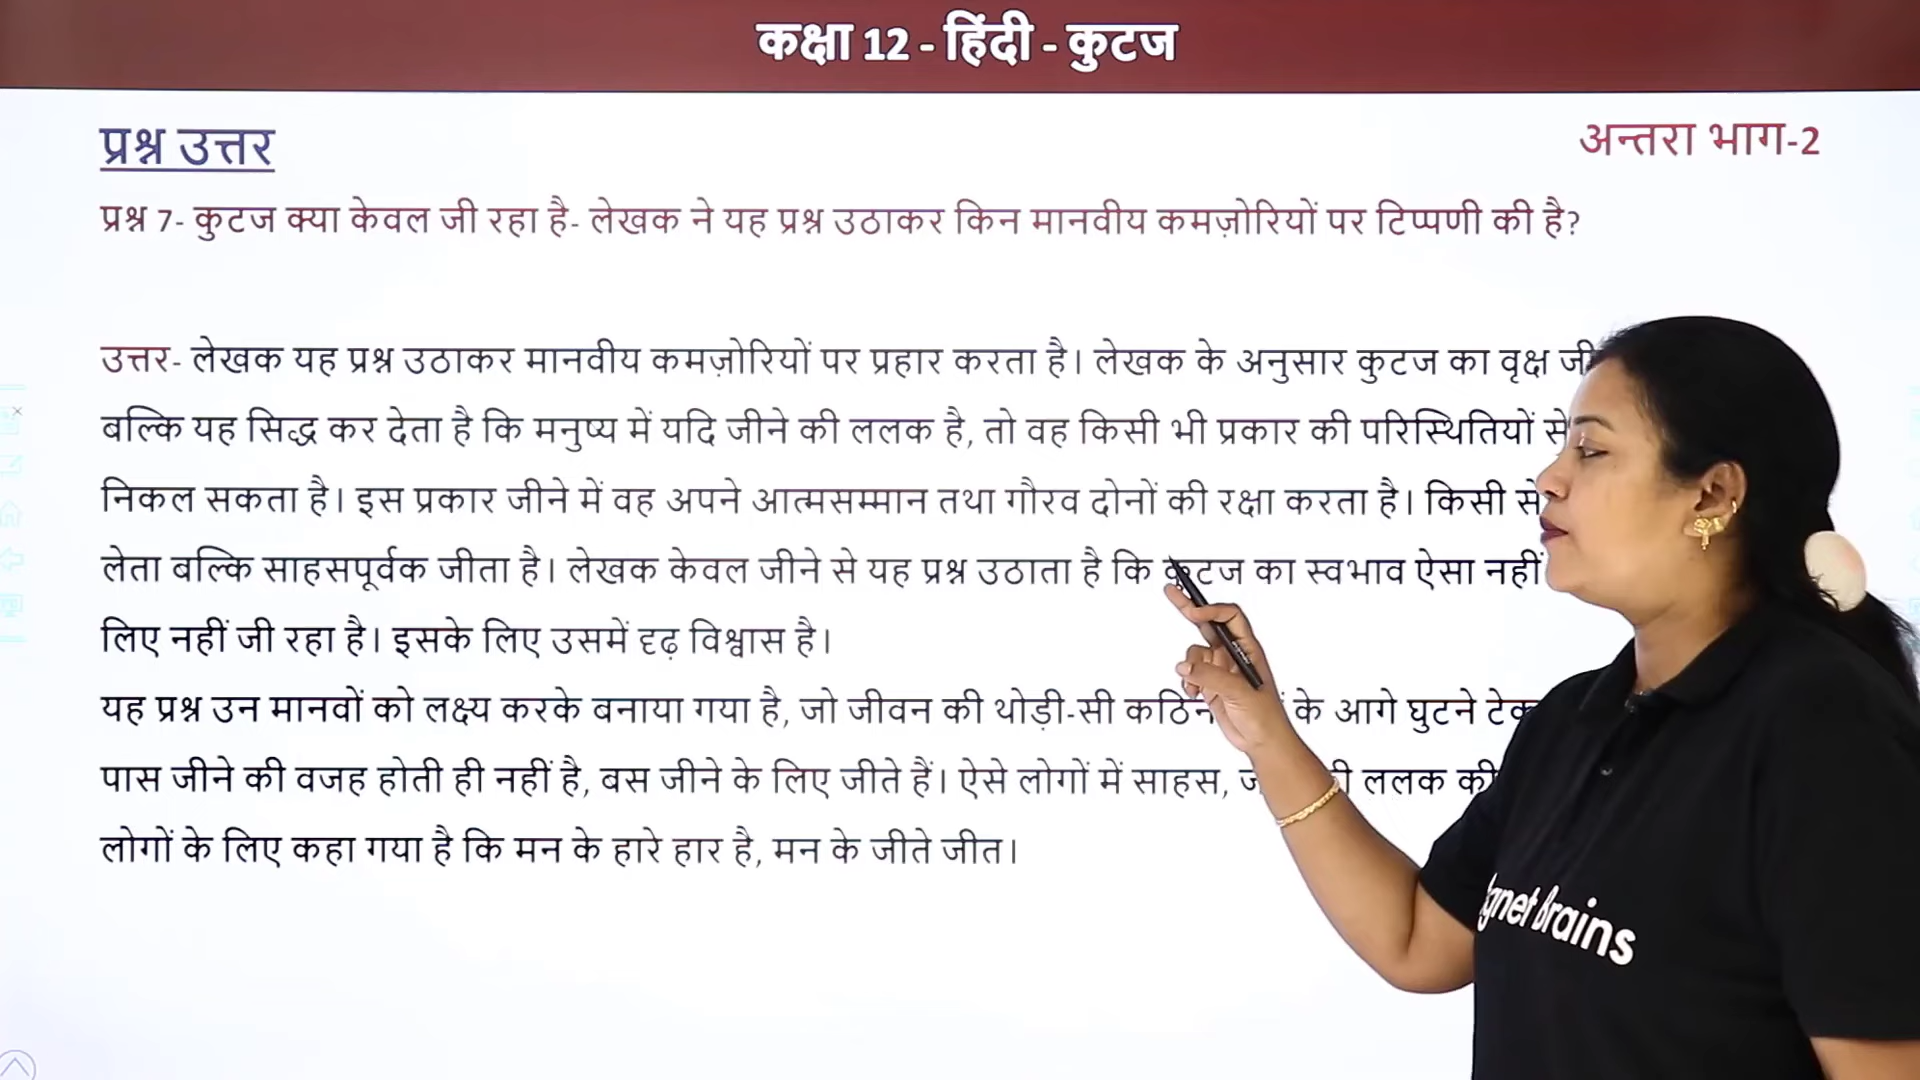 कक्षा 12 - हिंदी - कुटज
प्रश्न उत्तर
अन्तरा भाग-2
प्रश्न 7- कुटज क्या केवल जी रहा है- लेखक ने यह प्रश्न उठाकर किन मानवीय कमज़ोरियों पर टिप्पणी की है?
उत्तर- लेखक यह प्रश्न उठाकर मानवीय कमज़ोरियों पर प्रहार करता है। लेखक के अनुसार कुटज का वृक्ष
बल्कि यह सिद्ध कर देता है कि मनुष्य में यदि जीने की ललक है, तो वह किसी भी प्रकार की परिस्थितियों से
निकल सकता है। इस प्रकार जीने में वह अपने आत्मसम्मान तथा गौरव दोनों की रक्षा करता है। किसी से
लेता बल्कि साहसपूर्वक जीता है। लेखक केवल जीने से यह प्रश्न उठाता है कि कुटज का स्वभाव ऐसा नहीं
लिए नहीं जी रहा है। इसके लिए उसमें दृढ़ विश्वास है।
यह प्रश्न उन मानवों को लक्ष्य करके बनाया गया है, जो जीवन की थोड़ी-सी के आगे घुटने
पास जीने की वजह होती ही नहीं है, बस जीने के लिए जीते हैं। ऐसे लोगों में साहस, ललक की
लोगों के लिए कहा गया है कि मन के हारे हार है, मन के जीते जीत।
gnet Brains